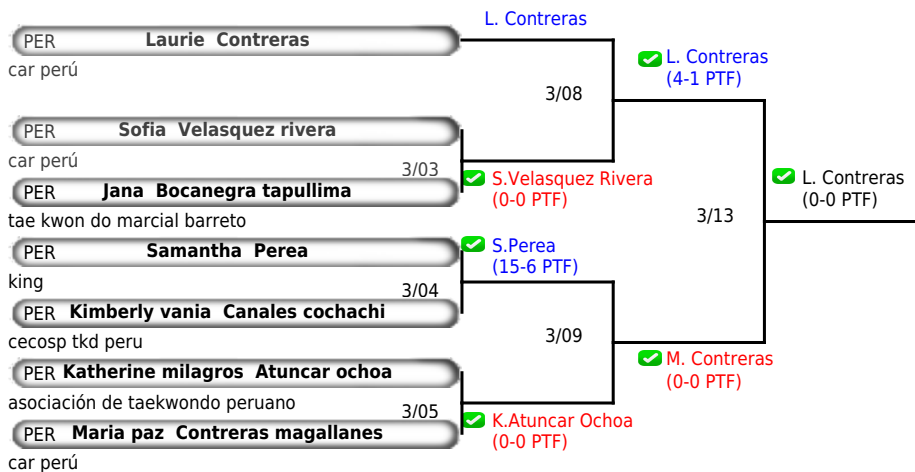 L. Contreras
PER Laurie Contreras
car perú
L. Contreras
(4-1 PTF)
3/08
PER Sofia Velasquez rivera
car perú
3/03
S.Velasquez Rivera
(0-0 PTF)
PER Jana Bocanegra tapullima
tae kwon do marcial barreto
L. Contreras
(0-0 PTF)
3/13
PER Samantha Perea
king
S.Perea
(15-6 PTF)
3/04
PER Kimberly vania Canales cochachi
cecosp tkd peru
3/09
M. Contreras
(0-0 PTF)
PER Katherine milagros Atuncar ochoa
asociación de taekwondo peruano
3/05
K.Atuncar Ochoa
(0-0 PTF)
PER Maria paz Contreras magallanes
car perú